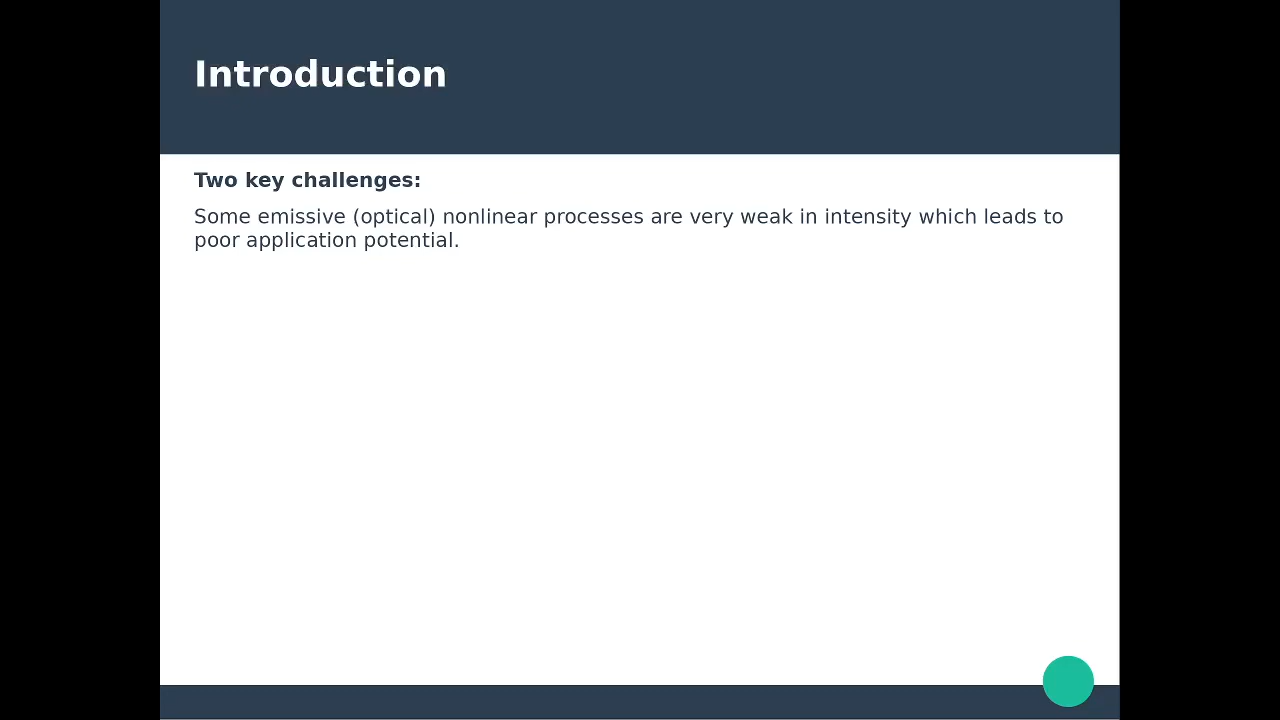 Introduction
Two key challenges:
Some emissive (optical) nonlinear processes are very weak in intensity which leads to
poor application potential.